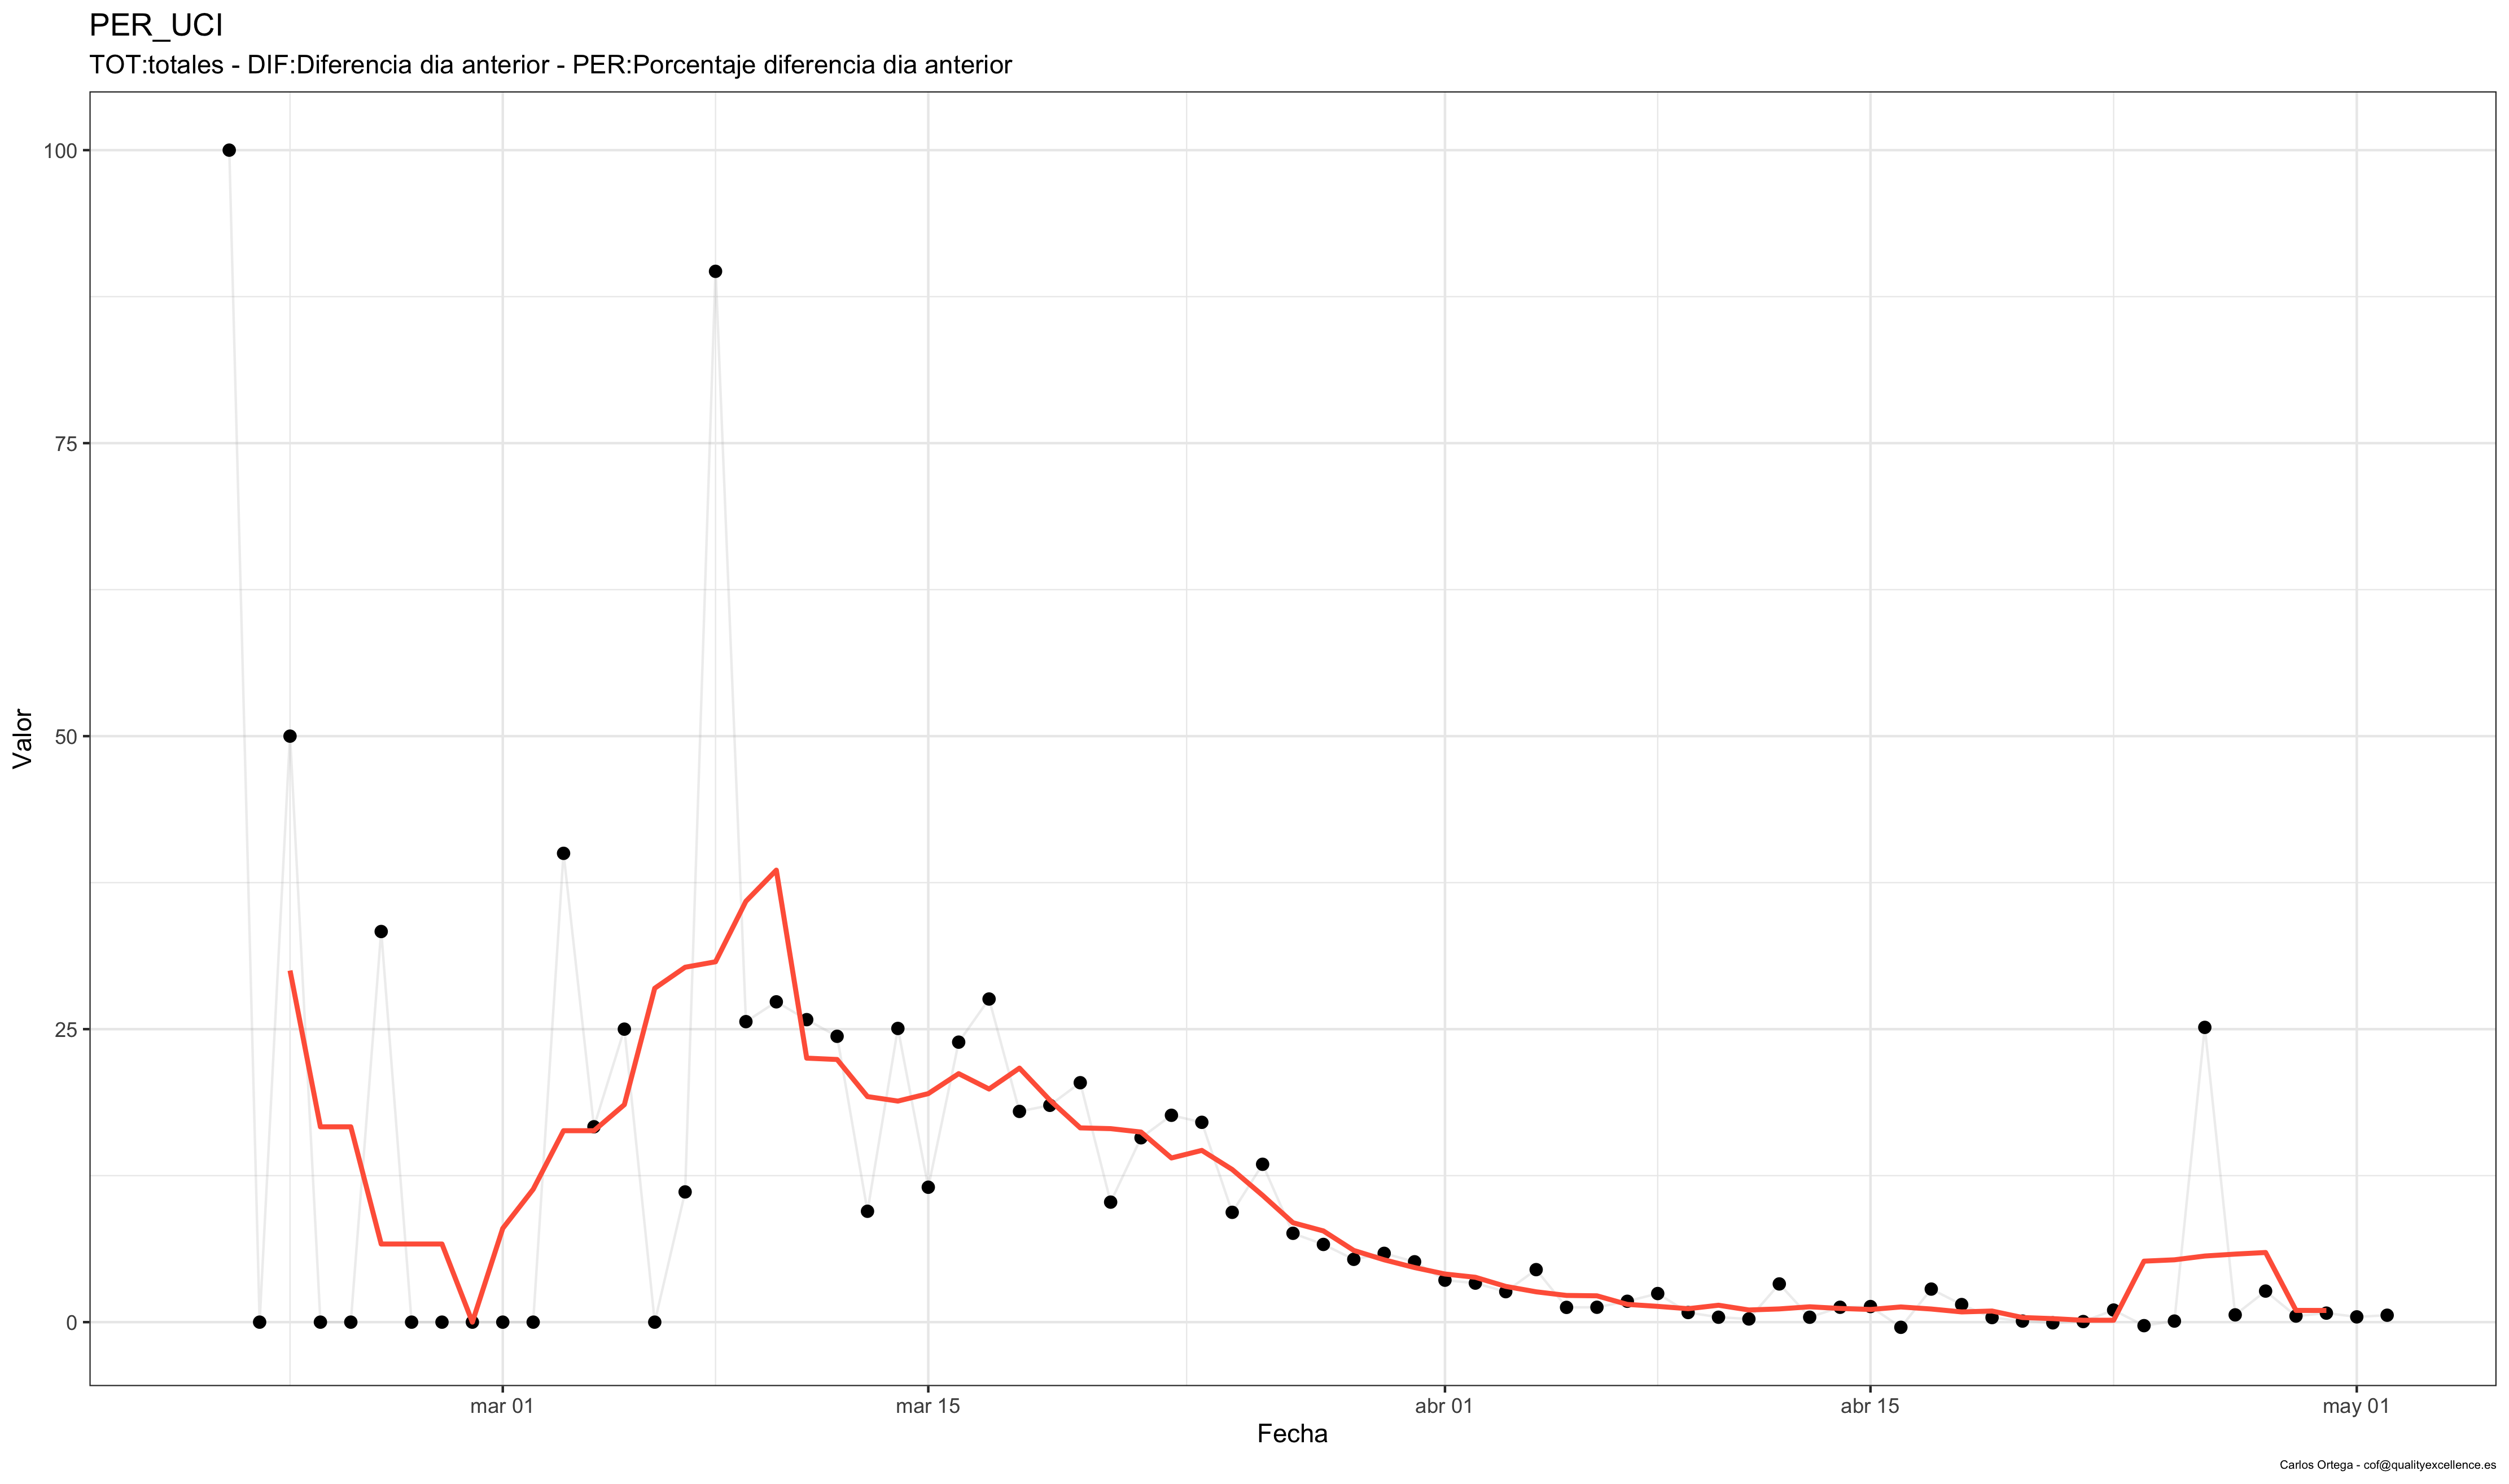 PER_UCI
TOT:totales - DIF:Diferencia dia anterior - PER:Porcentaje diferencia dia anterior
100
75
50
25
0
Valor
mar 01
mar 15
abr 01
abr 15
may 01
Fecha
Carlos Ortega - cof@qualityexcellence.es